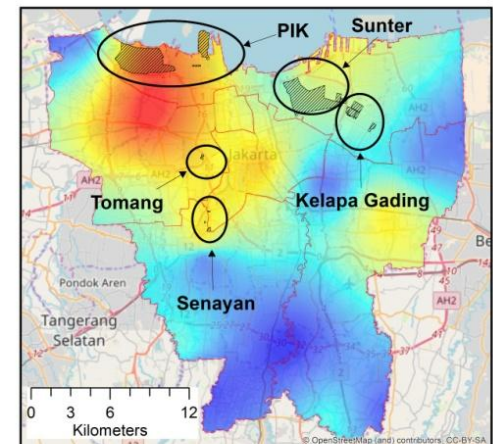 PIK
Sunter
AH2
Jakarta
AH2
Tomang
Kelapa Gading
Senayan
Pondok Aren
AH2
Tangerang
Selatan
0 3 6 12
Kilometers
© OpenStreetMap (and) contributors, CC-BY-SA